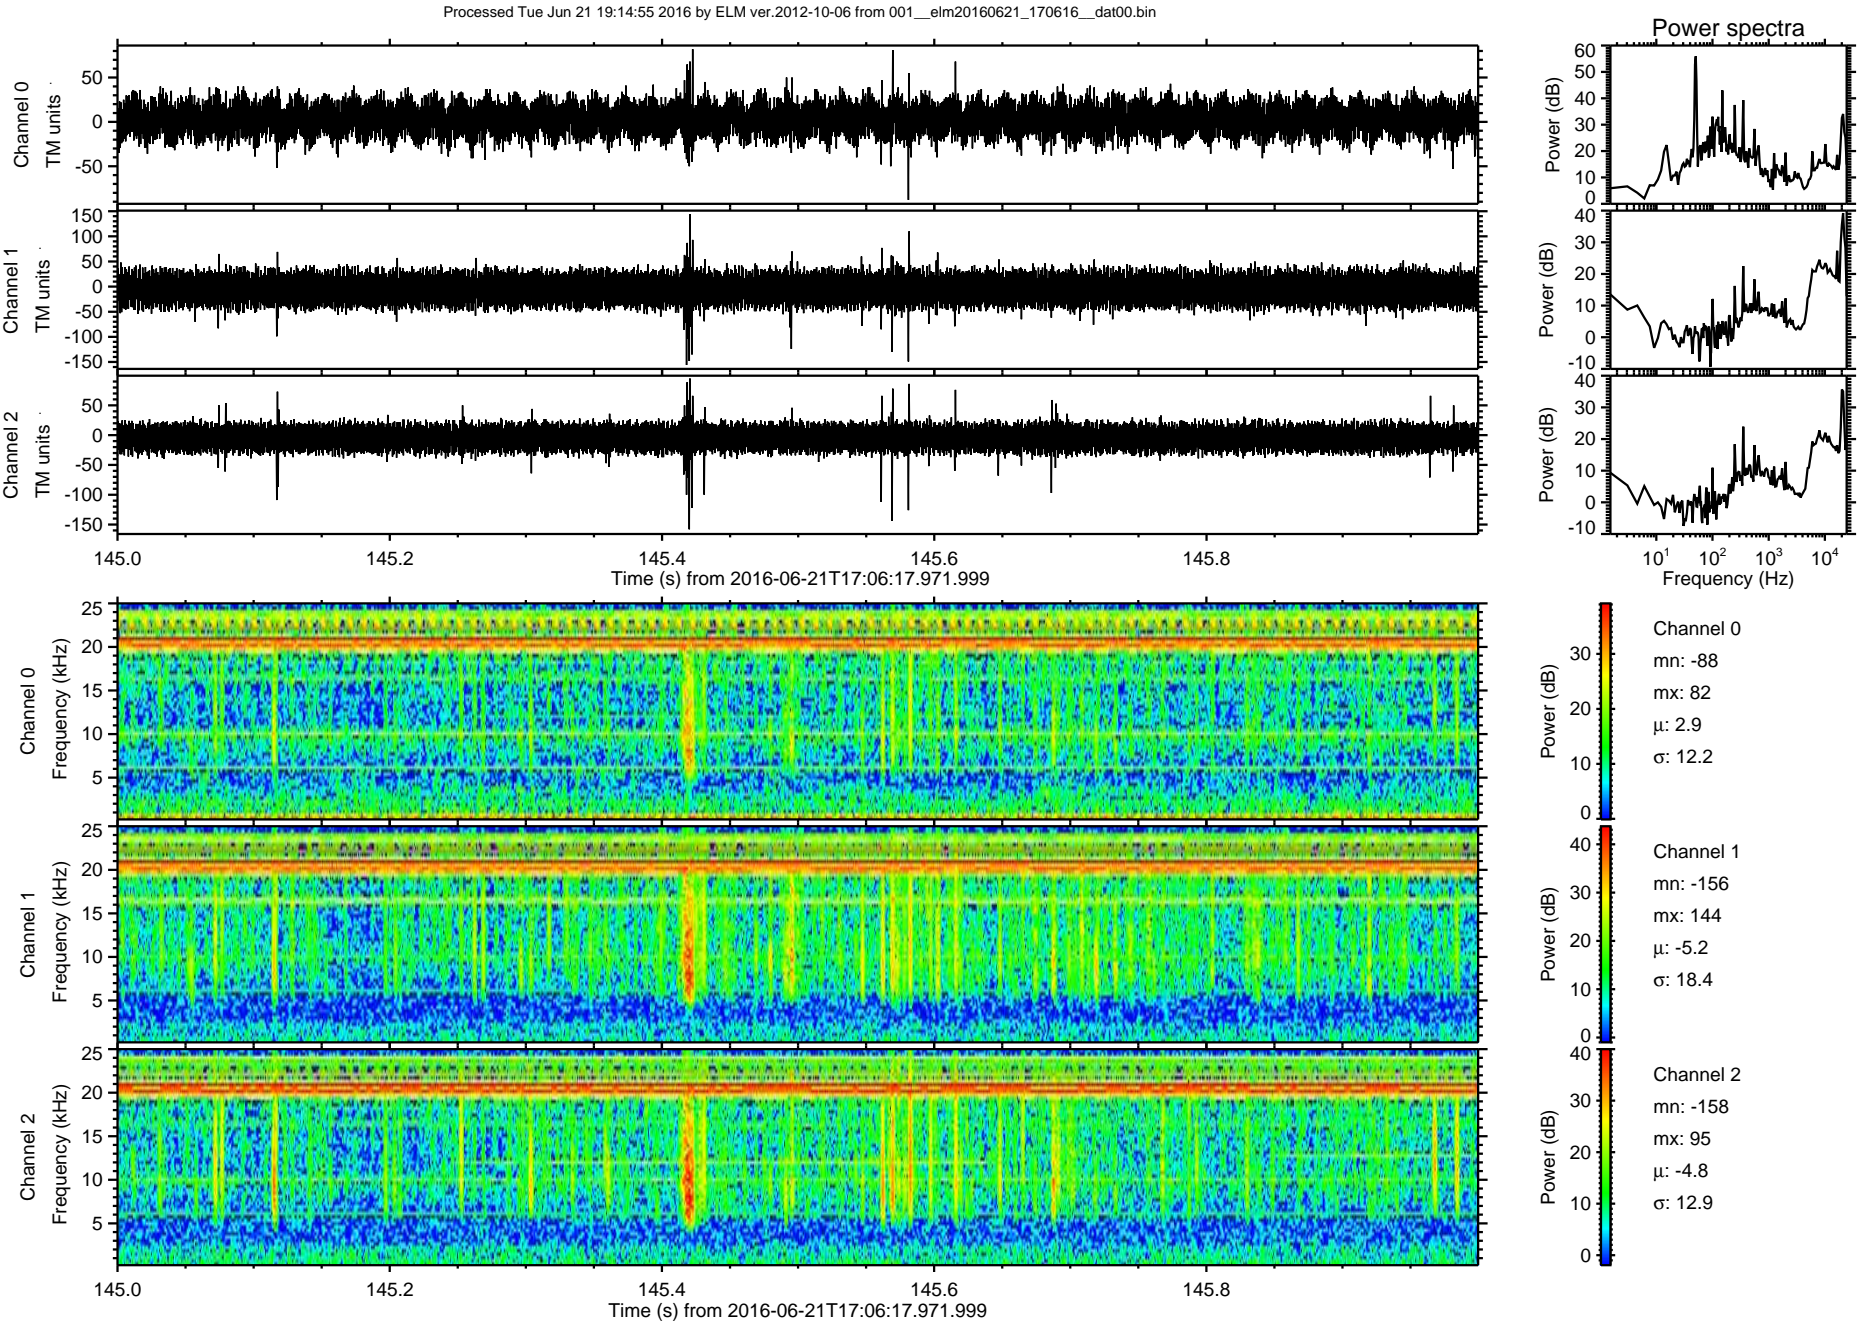 Processed Tue Jun 21 19:14:55 2016 by ELM ver.2012-10-06 from 001__elm20160621_170616__dat00.bin
Power spectra
Channel 0
TM units
50
0
-50
Power (dB)
60
50
40
30
20
10
0
Channel 1
TM units
150
100
50
0
-50
-100
-150
Power (dB)
40
30
20
10
0
-10
Channel 2
TM units
50
0
-50
-100
-150
Power (dB)
40
30
20
10
0
-10
145.0 145.2 145.4 145.6 145.8
Time (s) from 2016-06-21T17:06:17.971.999
10^1 10^2 10^3 10^4
Frequency (Hz)
Channel 0
Frequency (kHz)
25
20
15
10
5
Power (dB)
30
20
10
0
Channel 0
mn: -88
mx: 82
µ: 2.9
σ: 12.2
Channel 1
Frequency (kHz)
25
20
15
10
5
Power (dB)
40
30
20
10
0
Channel 1
mn: -156
mx: 144
µ: -5.2
σ: 18.4
Channel 2
Frequency (kHz)
25
20
15
10
5
Power (dB)
40
30
20
10
0
Channel 2
mn: -158
mx: 95
µ: -4.8
σ: 12.9
145.0 145.2 145.4 145.6 145.8
Time (s) from 2016-06-21T17:06:17.971.999